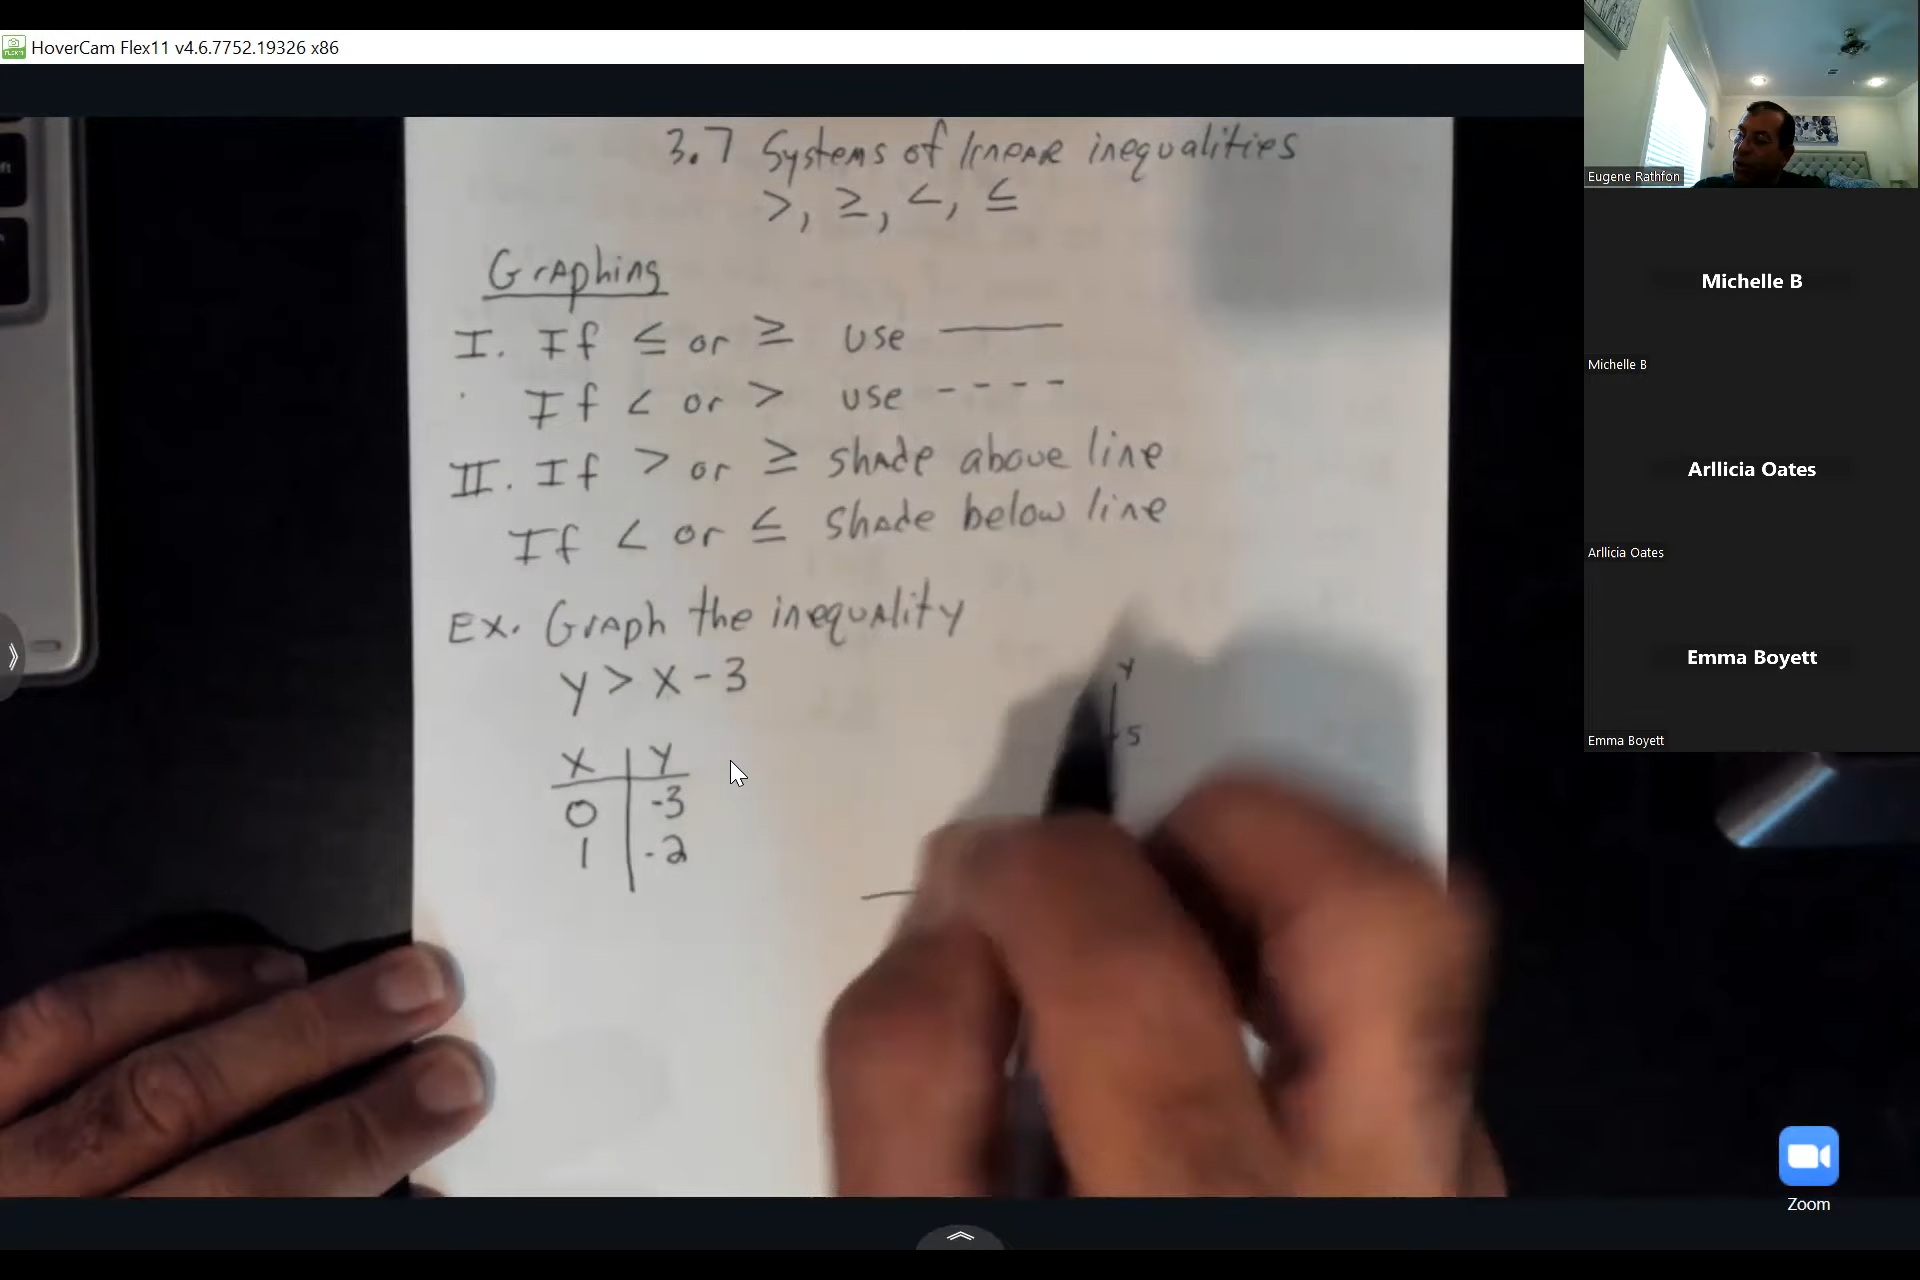 HoverCam Flex11 v4.6.7752.19326 x86
3.7 Systems of linear inequalities
>, ≥, <, ≤
Graphing
I. If ≤ or ≥ use ———
If < or > use - - - -
II. If > or ≥ shade above line
If < or ≤ shade below line
Ex. Graph the inequality
y > x - 3
x y
0 -3
1 -2
y
5
Eugene Rathfon
Michelle B
Michelle B
Arllicia Oates
Arllicia Oates
Emma Boyett
Emma Boyett
Zoom